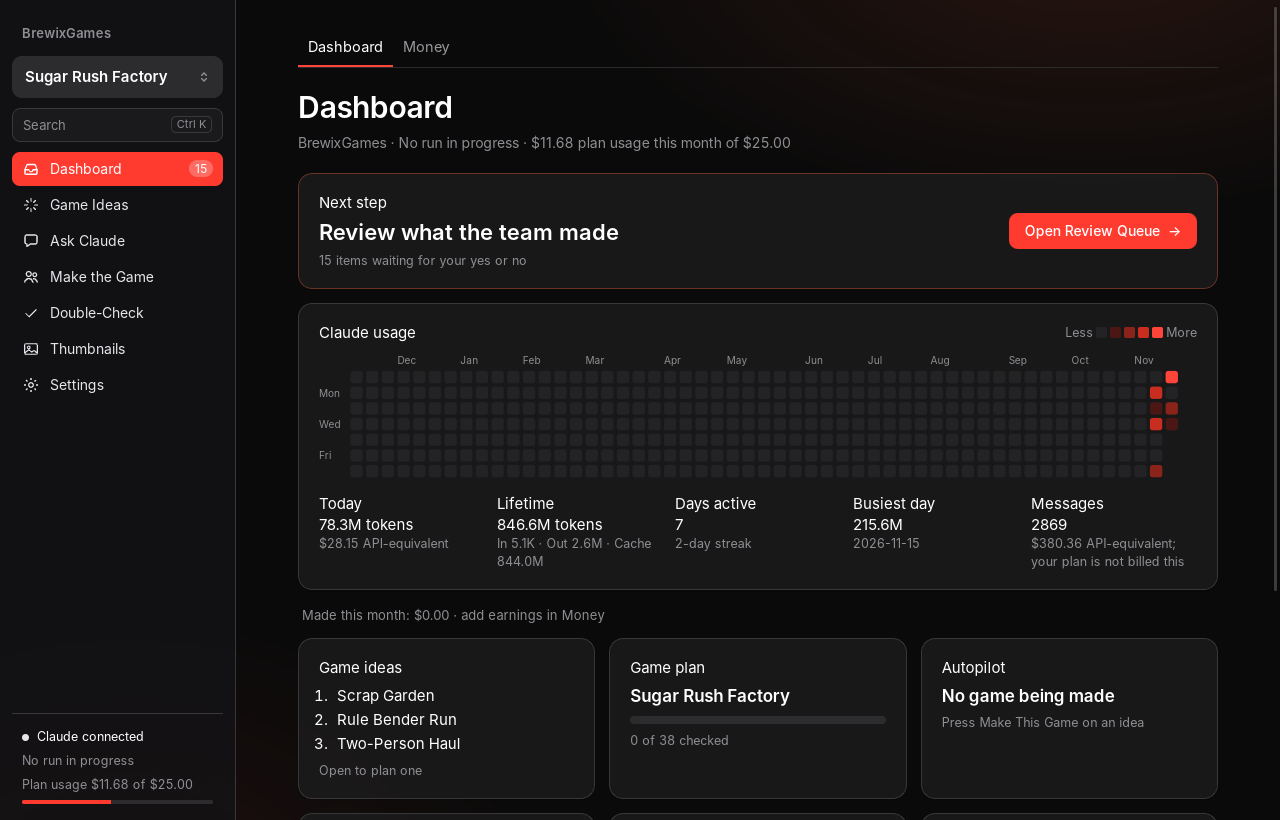 BrewixGames
Sugar Rush Factory
Search
Ctrl K
Dashboard
15
Game Ideas
Ask Claude
Make the Game
Double-Check
Thumbnails
Settings
Claude connected
No run in progress
Plan usage $11.68 of $25.00
Dashboard
Money
Dashboard
BrewixGames · No run in progress · $11.68 plan usage this month of $25.00
Next step
Review what the team made
15 items waiting for your yes or no
Open Review Queue →
Claude usage
Less
More
Dec Jan Feb Mar Apr May Jun Jul Aug Sep Oct Nov
Mon
Wed
Fri
Today
78.3M tokens
$28.15 API-equivalent
Lifetime
846.6M tokens
In 5.1K · Out 2.6M · Cache
844.0M
Days active
7
2-day streak
Busiest day
215.6M
2026-11-15
Messages
2869
$380.36 API-equivalent;
your plan is not billed this
Made this month: $0.00 · add earnings in Money
Game ideas
1. Scrap Garden
2. Rule Bender Run
3. Two-Person Haul
Open to plan one
Game plan
Sugar Rush Factory
0 of 38 checked
Autopilot
No game being made
Press Make This Game on an idea